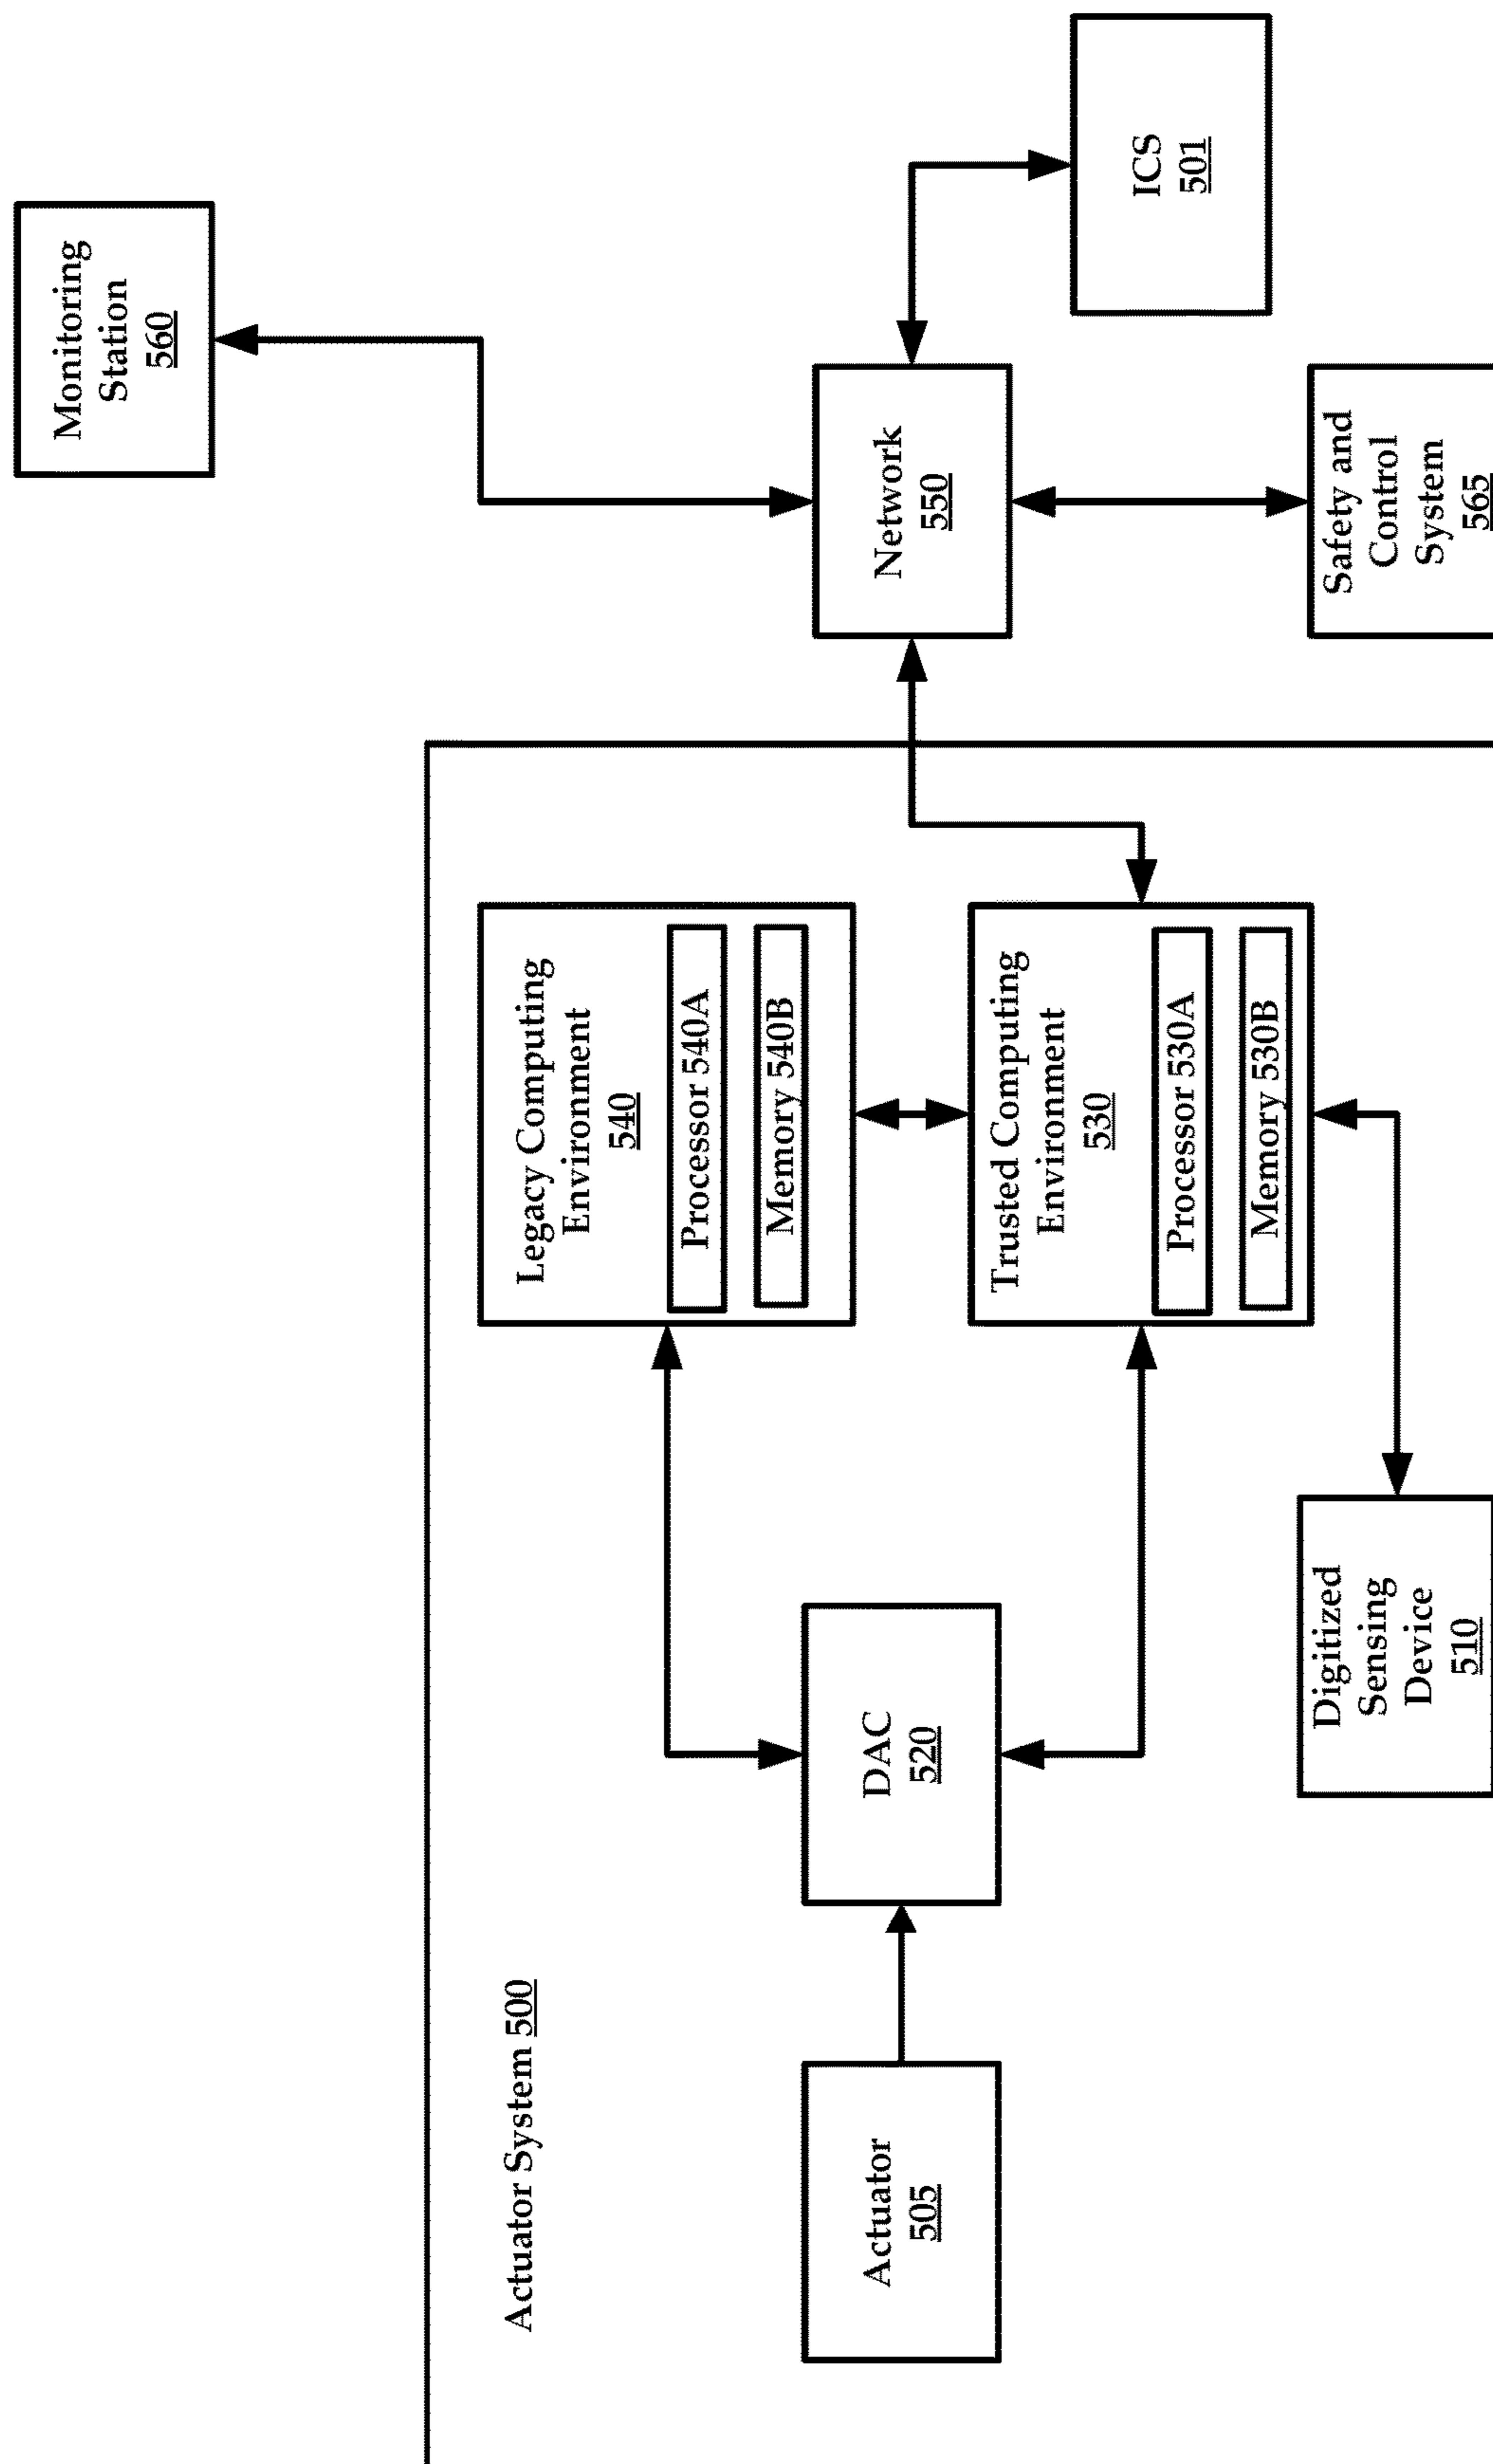 Actuator System 500
Monitoring
Station
560
Legacy Computing
Environment
540
Processor 540A
Memory 540B
Actuator
505
DAC
520
Trusted Computing
Environment
530
Processor 530A
Memory 530B
Network
550
ICS
501
Digitized
Sensing
Device
510
Safety and
Control
System
565